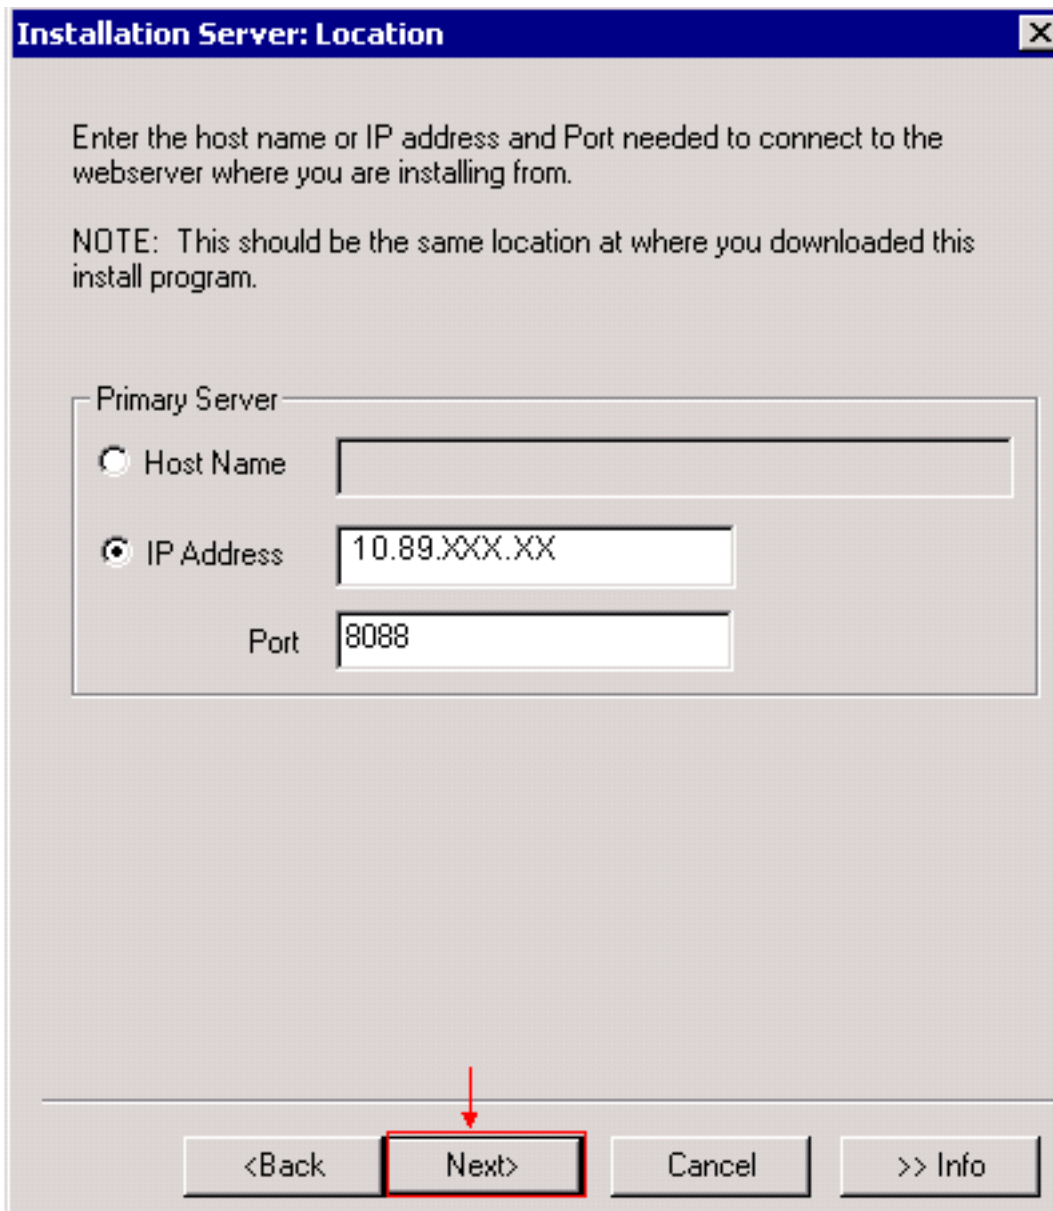 Installation Server: Location
Enter the host name or IP address and Port needed to connect to the
webserver where you are installing from.
NOTE:  This should be the same location at where you downloaded this
install program.
Primary Server
Host Name
IP Address
10.89.XXX.XX
Port
8088
<Back
Next>
Cancel
>> Info